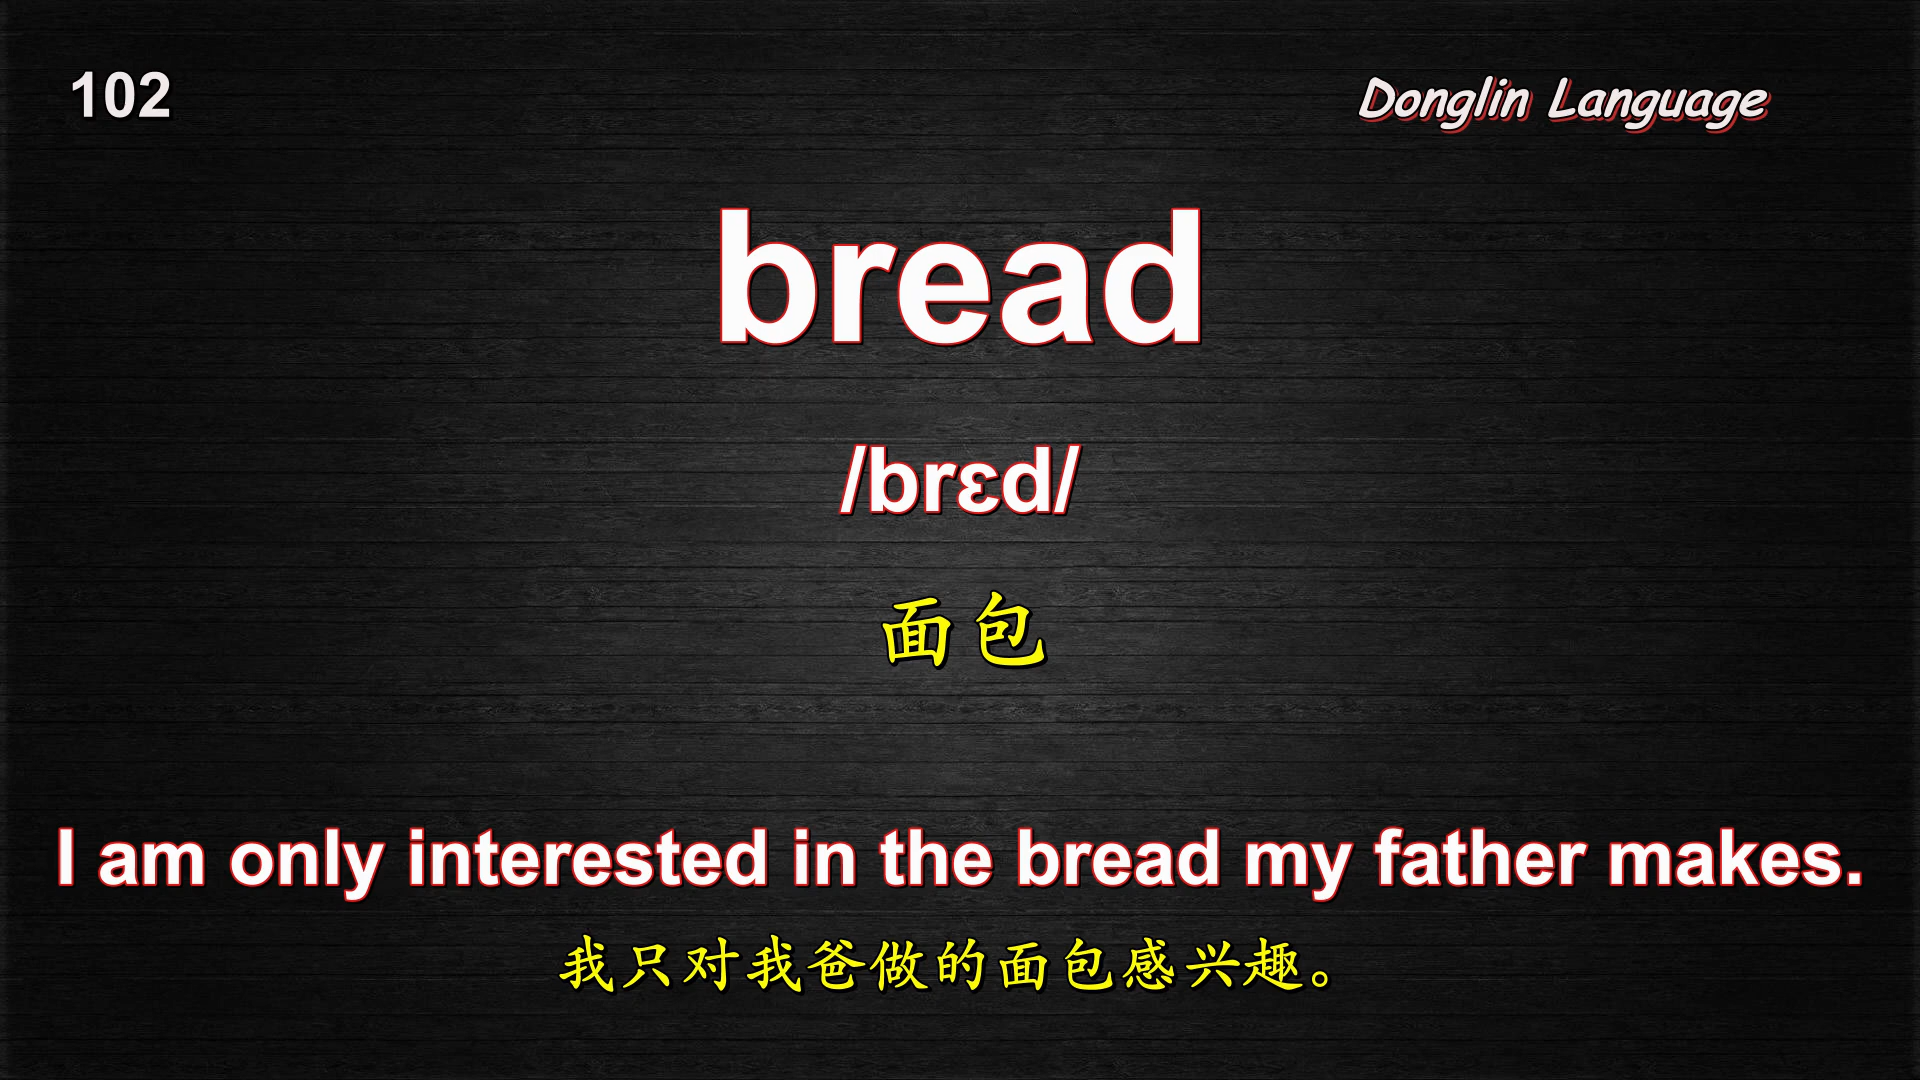 102
Donglin Language
bread
/brɛd/
面包
I am only interested in the bread my father makes.
我只对我爸做的面包感兴趣。